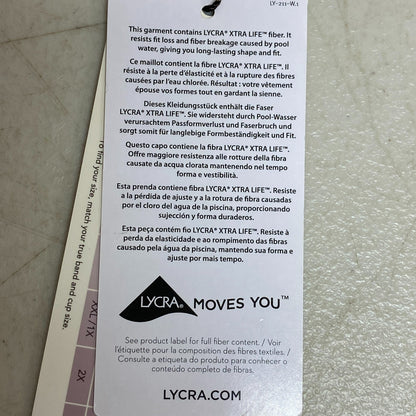 LY-211-W.1
This garment contains LYCRA® XTRA LIFE™ fiber. It
resists fit loss and fiber breakage caused by pool
water, giving you long-lasting shape and fit.
Ce maillot contient la fibre LYCRA® XTRA LIFE™. Il
résiste à la perte d'élasticité et à la rupture des fibres
causées par l'eau chlorée. Résultat : votre vêtement
épouse vos formes tout en gardant la sienne.
Dieses Kleidungsstück enthält die Faser
LYCRA® XTRA LIFE™. Sie widersteht durch Pool-Wasser
verursachtem Passformverlust und Faserbruch und
sorgt somit für langlebige Formbeständigkeit und Fit.
Questo capo contiene la fibra LYCRA® XTRA LIFE™.
Offre maggiore resistenza alle rotture della fibra
causate da acqua clorata mantenendo nel tempo
forma e vestibilità.
Esta prenda contiene fibra LYCRA® XTRA LIFE™. Resiste
a la pérdida de ajuste y a la rotura de fibra causadas
por el cloro del agua de la piscina, proporcionando
sujección y forma duraderos.
Esta peça contém fio LYCRA® XTRA LIFE™. Resiste à
perda da elasticidade e ao rompimento das fibras
causado pela água da piscina, mantendo sua forma e
ajuste por mais tempo.
LYCRA® MOVES YOU™
See product label for full fiber content. / Voir
l'étiquette pour la composition des fibres textiles. /
Consulte a etiqueta do produto para conhecer o
conteúdo completo de fibras.
LYCRA.COM
To find your size, match your true band and cup size.
XXL/1X
2X